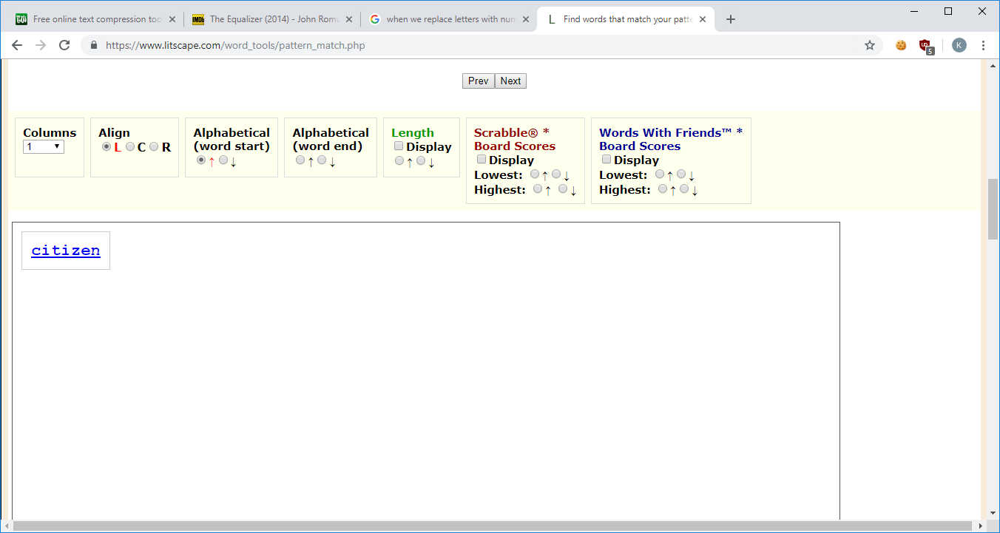 Free online text compression too
The Equalizer (2014) - John Romu
when we replace letters with num
Find words that match your patte
https://www.litscape.com/word_tools/pattern_match.php
5
K
Prev Next
Columns
1
Align
L C R
Alphabetical
(word start)
↑ ↓
Alphabetical
(word end)
↑ ↓
Length
Display
↑ ↓
Scrabble® *
Board Scores
Display
Lowest: ↑ ↓
Highest: ↑ ↓
Words With Friends™ *
Board Scores
Display
Lowest: ↑ ↓
Highest: ↑ ↓
citizen